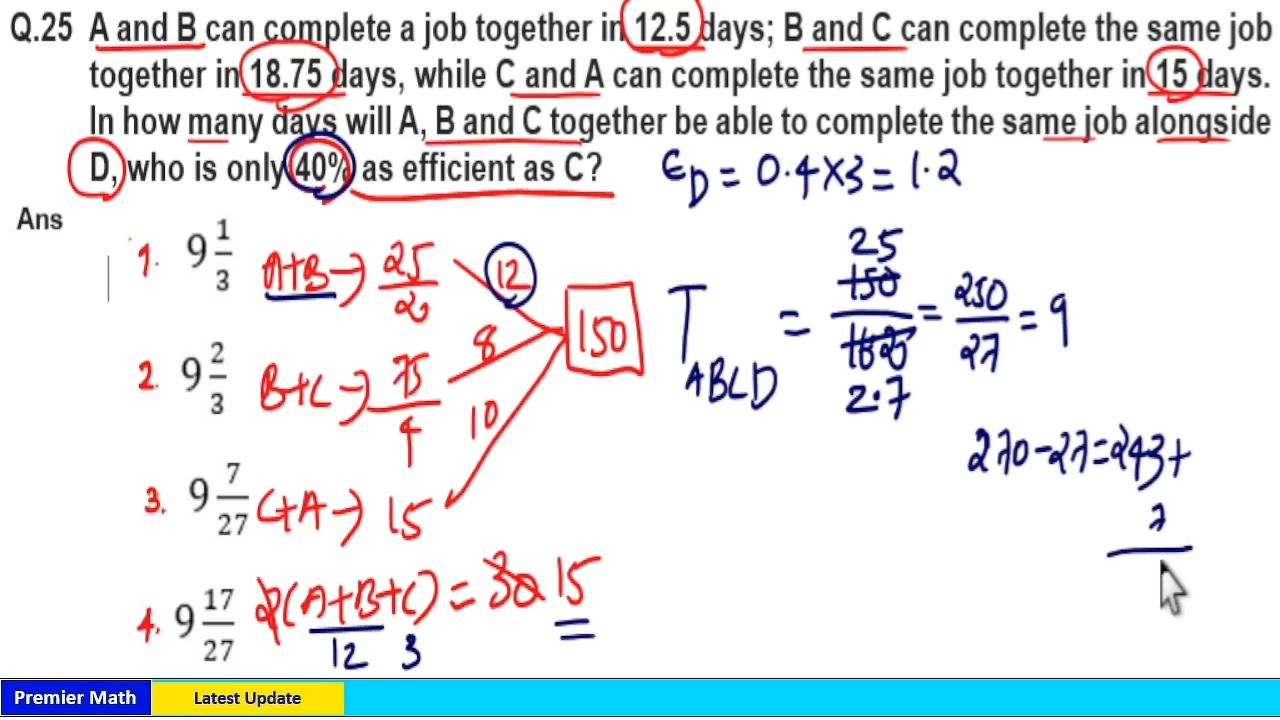 Q.25 A and B can complete a job together in 12.5 days; B and C can complete the same job
together in 18.75 days, while C and A can complete the same job together in 15 days.
In how many days will A, B and C together be able to complete the same job alongside
D, who is only 40% as efficient as C?
ED = 0.4×3 = 1.2
Ans
1. 9 1/3
A+B → 25/2
12
2. 9 2/3
B+C → 75/4
8
150
10
3. 9 7/27
C+A → 15
4. 9 17/27
2(A+B+C) = 30 15
12 3
T ABCD = 150/16.2 = 250/27 = 9
25
2.7
270-27=243+
7
Premier Math
Latest Update